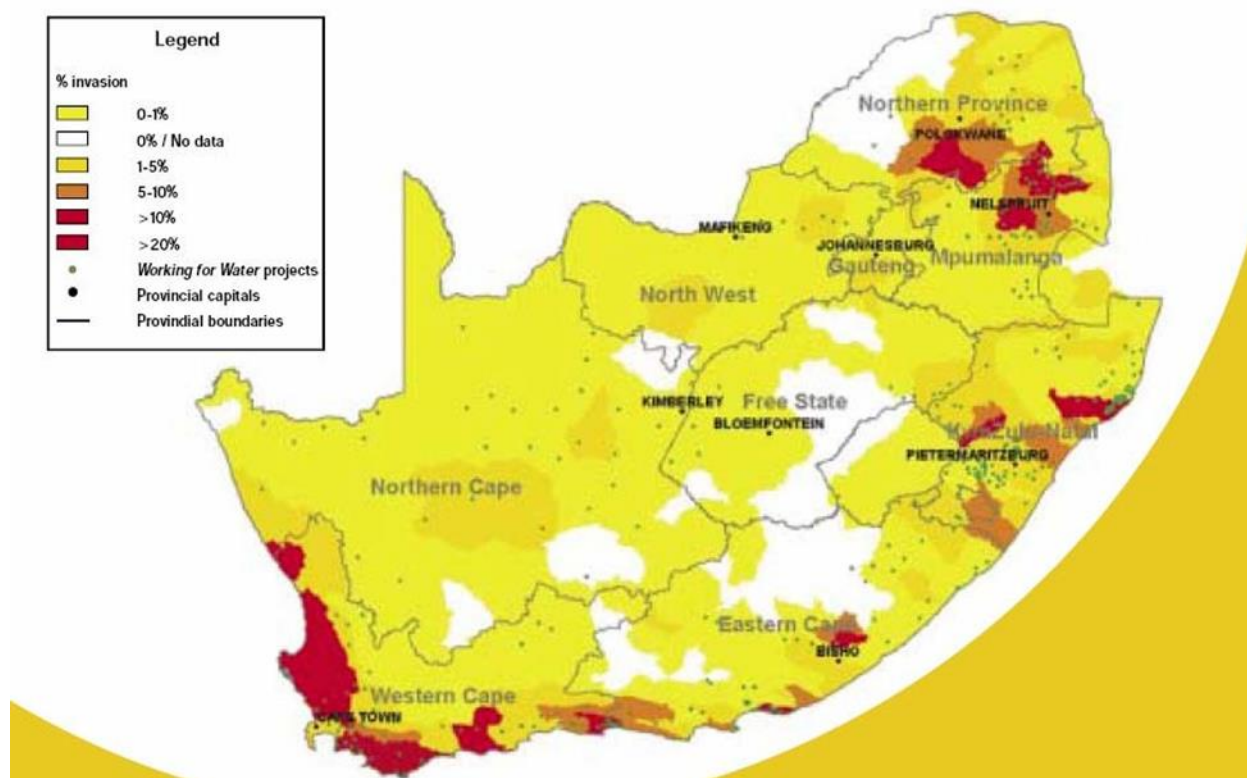 Legend
% invasion
0-1%
0% / No data
1-5%
5-10%
>10%
>20%
Working for Water projects
Provincial capitals
Provindial boundaries
Northern Province
POLOKWANE
NELSPRUIT
MAFIKENG
JOHANNESBURG
Gauteng
Mpumalanga
North West
KIMBERLEY
Free State
BLOEMFONTEIN
KwaZulu-Natal
PIETERMARITZBURG
Northern Cape
Eastern Cape
BISHO
Western Cape
CAPE TOWN